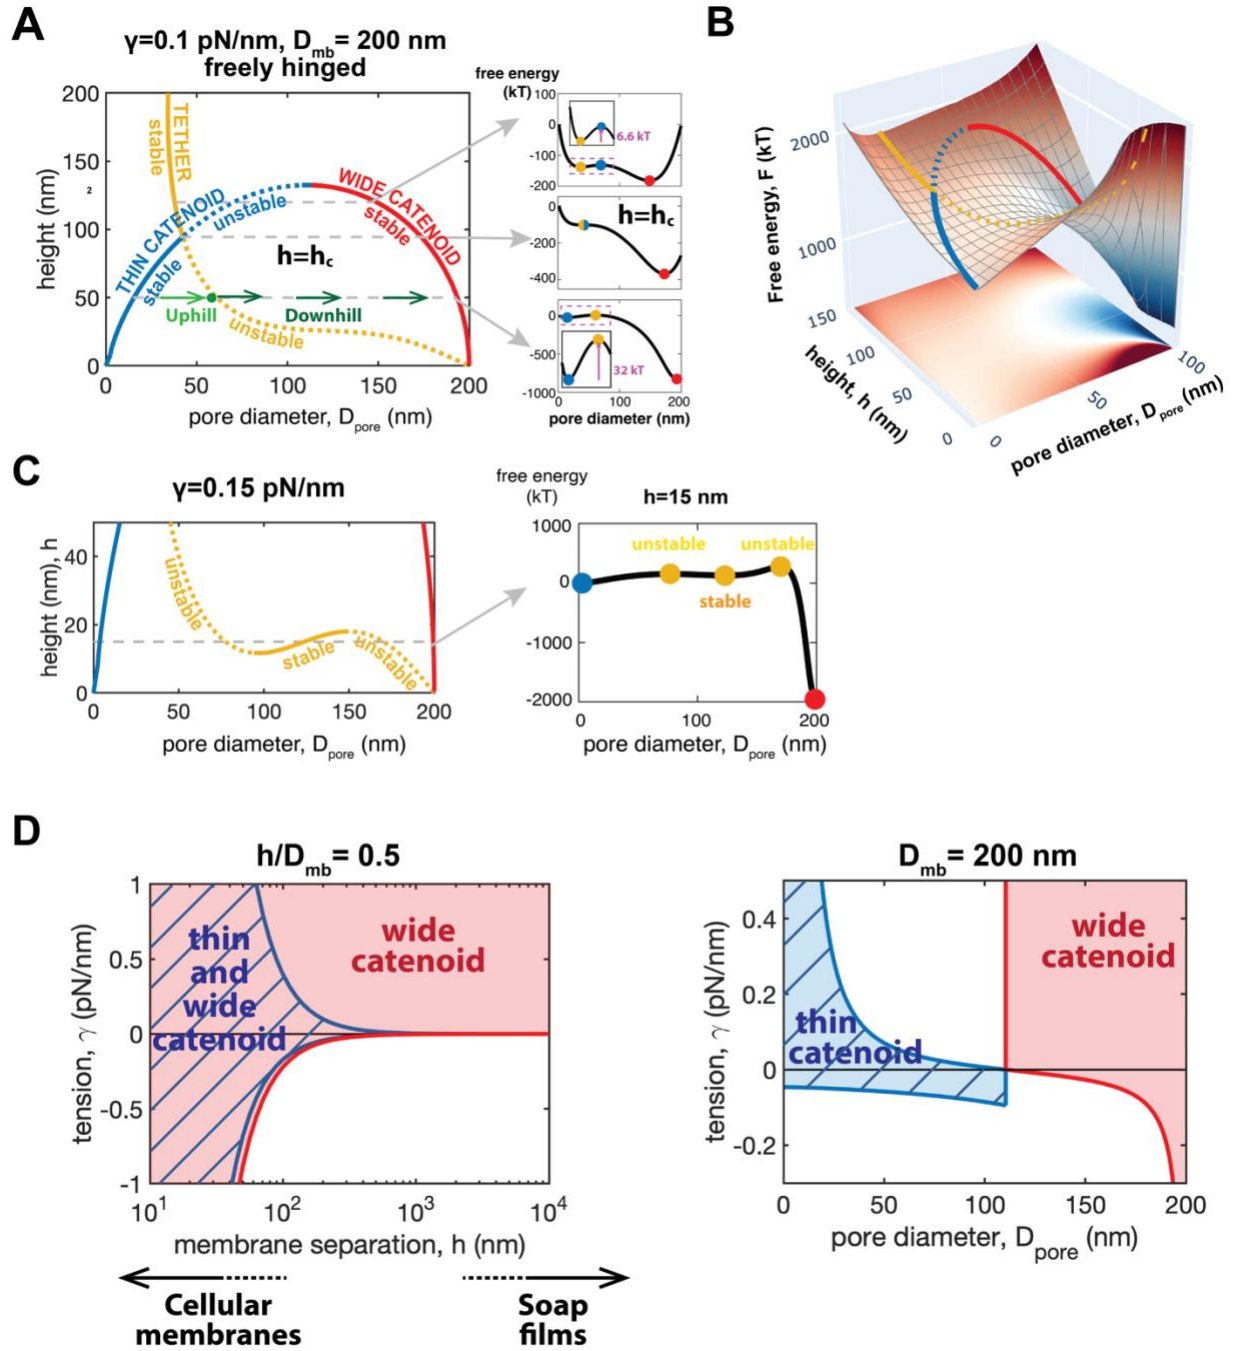 A
γ=0.1 pN/nm, Dmb= 200 nm
freely hinged
200
150
2
100
50
0
height (nm)
0 50 100 150 200
pore diameter, Dpore (nm)
TETHER
stable
THIN CATENOID
stable
unstable
WIDE CATENOID
stable
h=hc
Uphill
Downhill
unstable
free energy
(kT)
100
0
-100
-200
6.6 kT
0
-200
-400
h=hc
0
-500
-1000
32 kT
0 100 200
pore diameter (nm)
B
Free energy, F (kT)
2000
1000
150
100
50
0
height, h (nm)
0
50
100
pore diameter, Dpore (nm)
C
γ=0.15 pN/nm
height (nm), h
40
20
0
0 50 100 150 200
pore diameter, Dpore (nm)
unstable
stable
unstable
free energy
(kT)
h=15 nm
1000
0
-1000
-2000
unstable
unstable
stable
0 100 200
pore diameter, Dpore (nm)
D
h/Dmb= 0.5
tension, γ (pN/nm)
1
0.5
0
-0.5
-1
thin
and
wide
catenoid
wide
catenoid
10¹ 10² 10³ 10⁴
membrane separation, h (nm)
Cellular
membranes
Soap
films
Dmb= 200 nm
tension, γ (pN/nm)
0.4
0.2
0
-0.2
thin
catenoid
wide
catenoid
0 50 100 150 200
pore diameter, Dpore (nm)